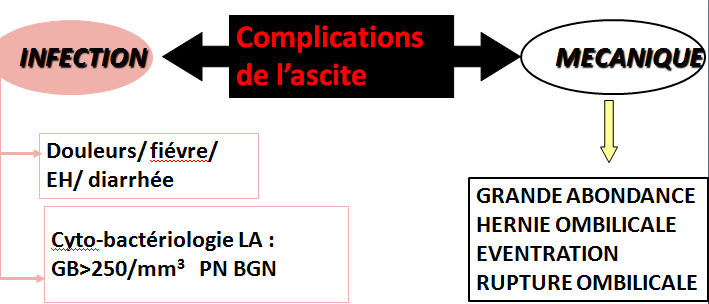 Complications
de l'ascite
INFECTION
MECANIQUE
Douleurs/ fiévre/
EH/ diarrhée
Cyto-bactériologie LA :
GB>250/mm³ PN BGN
GRANDE ABONDANCE
HERNIE OMBILICALE
EVENTRATION
RUPTURE OMBILICALE